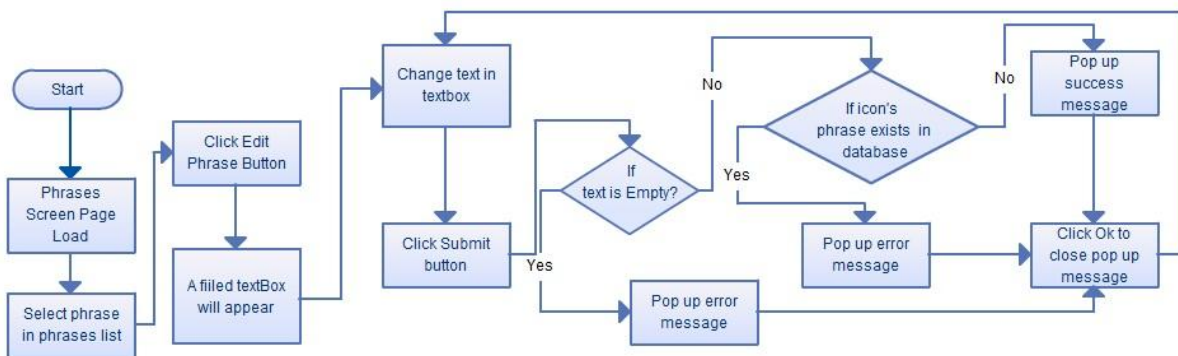 Start
Phrases
Screen Page
Load
Select phrase
in phrases list
Click Edit
Phrase Button
A fiiled textBox
will appear
Change text in
textbox
Click Submit
button
If
text is Empty?
Yes
No
Pop up error
message
If icon's
phrase exists in
database
Yes
No
Pop up error
message
Pop up
success
message
Click Ok to
close pop up
message